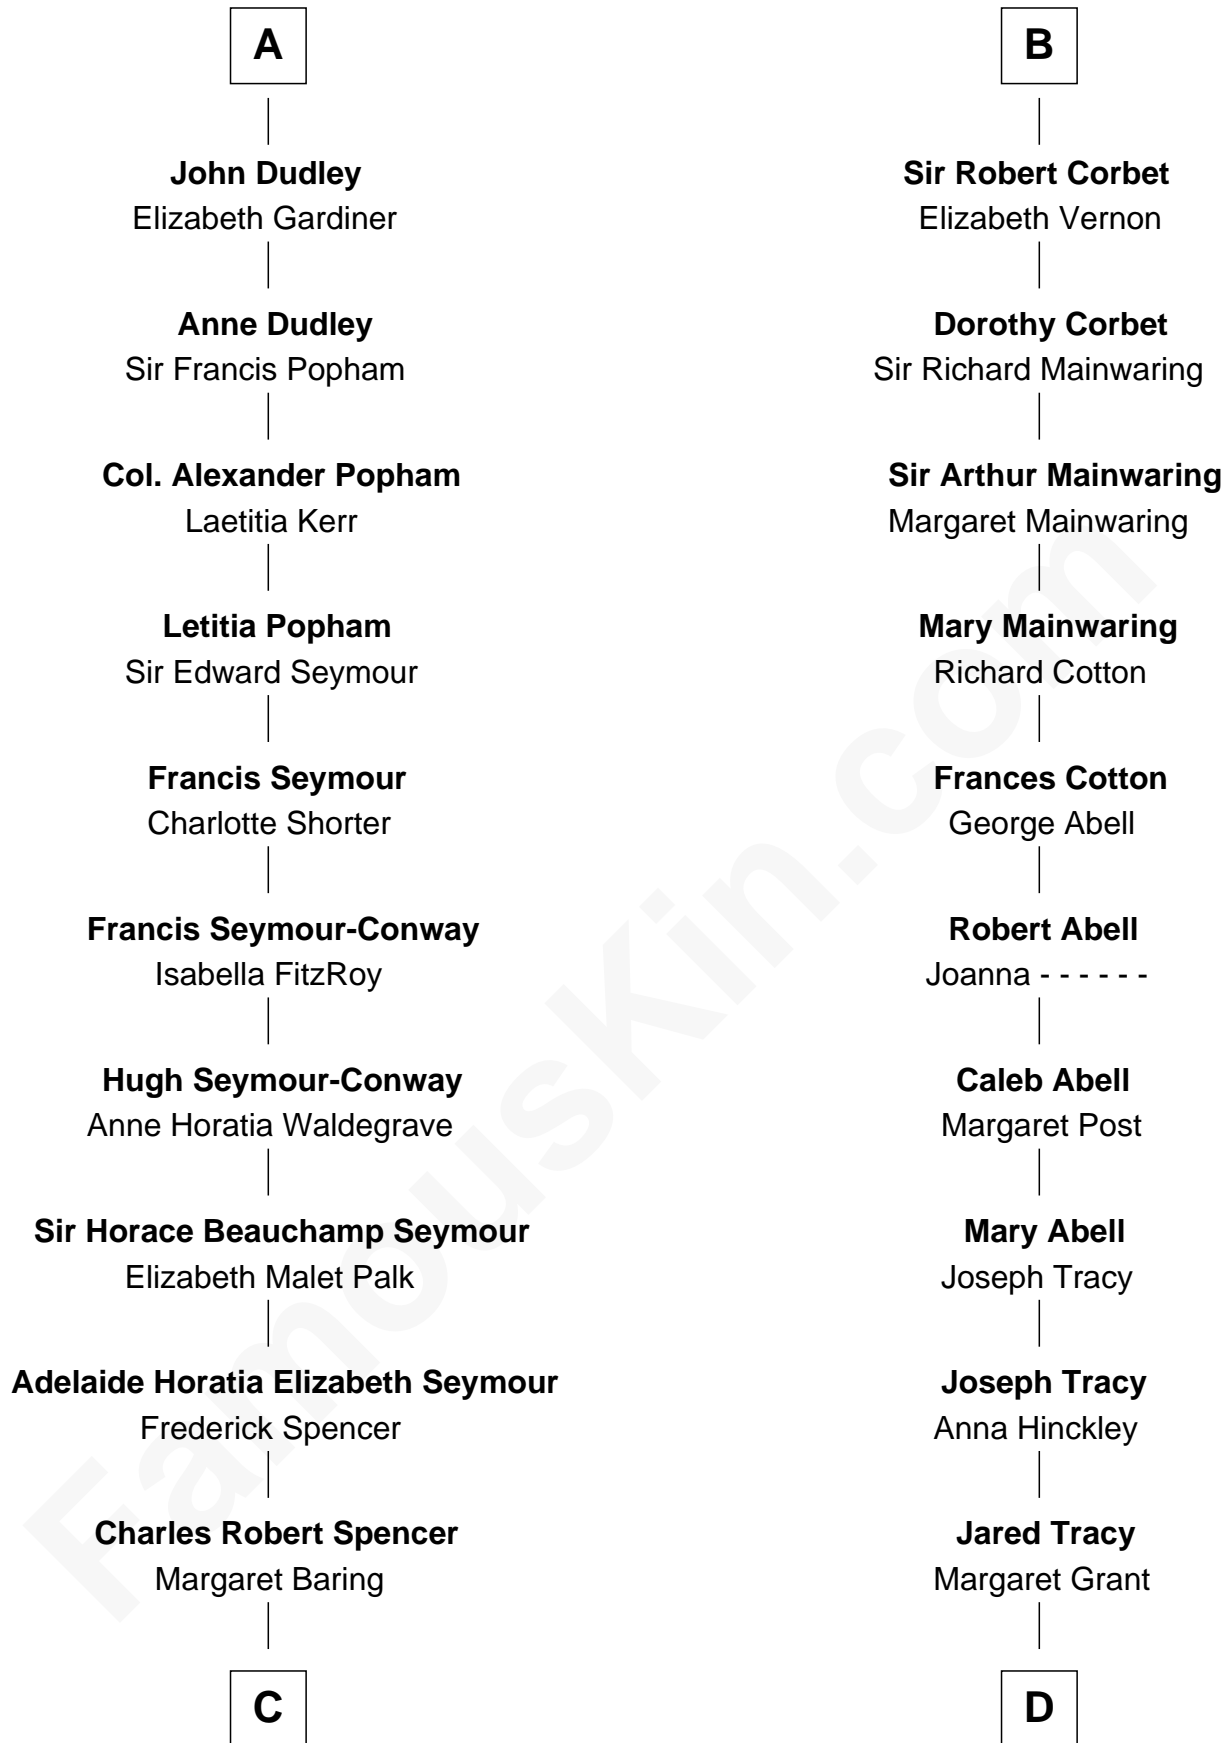 A
John Dudley
Elizabeth Gardiner
Anne Dudley
Sir Francis Popham
Col. Alexander Popham
Laetitia Kerr
Letitia Popham
Sir Edward Seymour
Francis Seymour
Charlotte Shorter
Francis Seymour-Conway
Isabella FitzRoy
Hugh Seymour-Conway
Anne Horatia Waldegrave
Sir Horace Beauchamp Seymour
Elizabeth Malet Palk
Adelaide Horatia Elizabeth Seymour
Frederick Spencer
Charles Robert Spencer
Margaret Baring
C
B
Sir Robert Corbet
Elizabeth Vernon
Dorothy Corbet
Sir Richard Mainwaring
Sir Arthur Mainwaring
Margaret Mainwaring
Mary Mainwaring
Richard Cotton
Frances Cotton
George Abell
Robert Abell
Joanna - - - - - -
Caleb Abell
Margaret Post
Mary Abell
Joseph Tracy
Joseph Tracy
Anna Hinckley
Jared Tracy
Margaret Grant
D
FamousKin.com